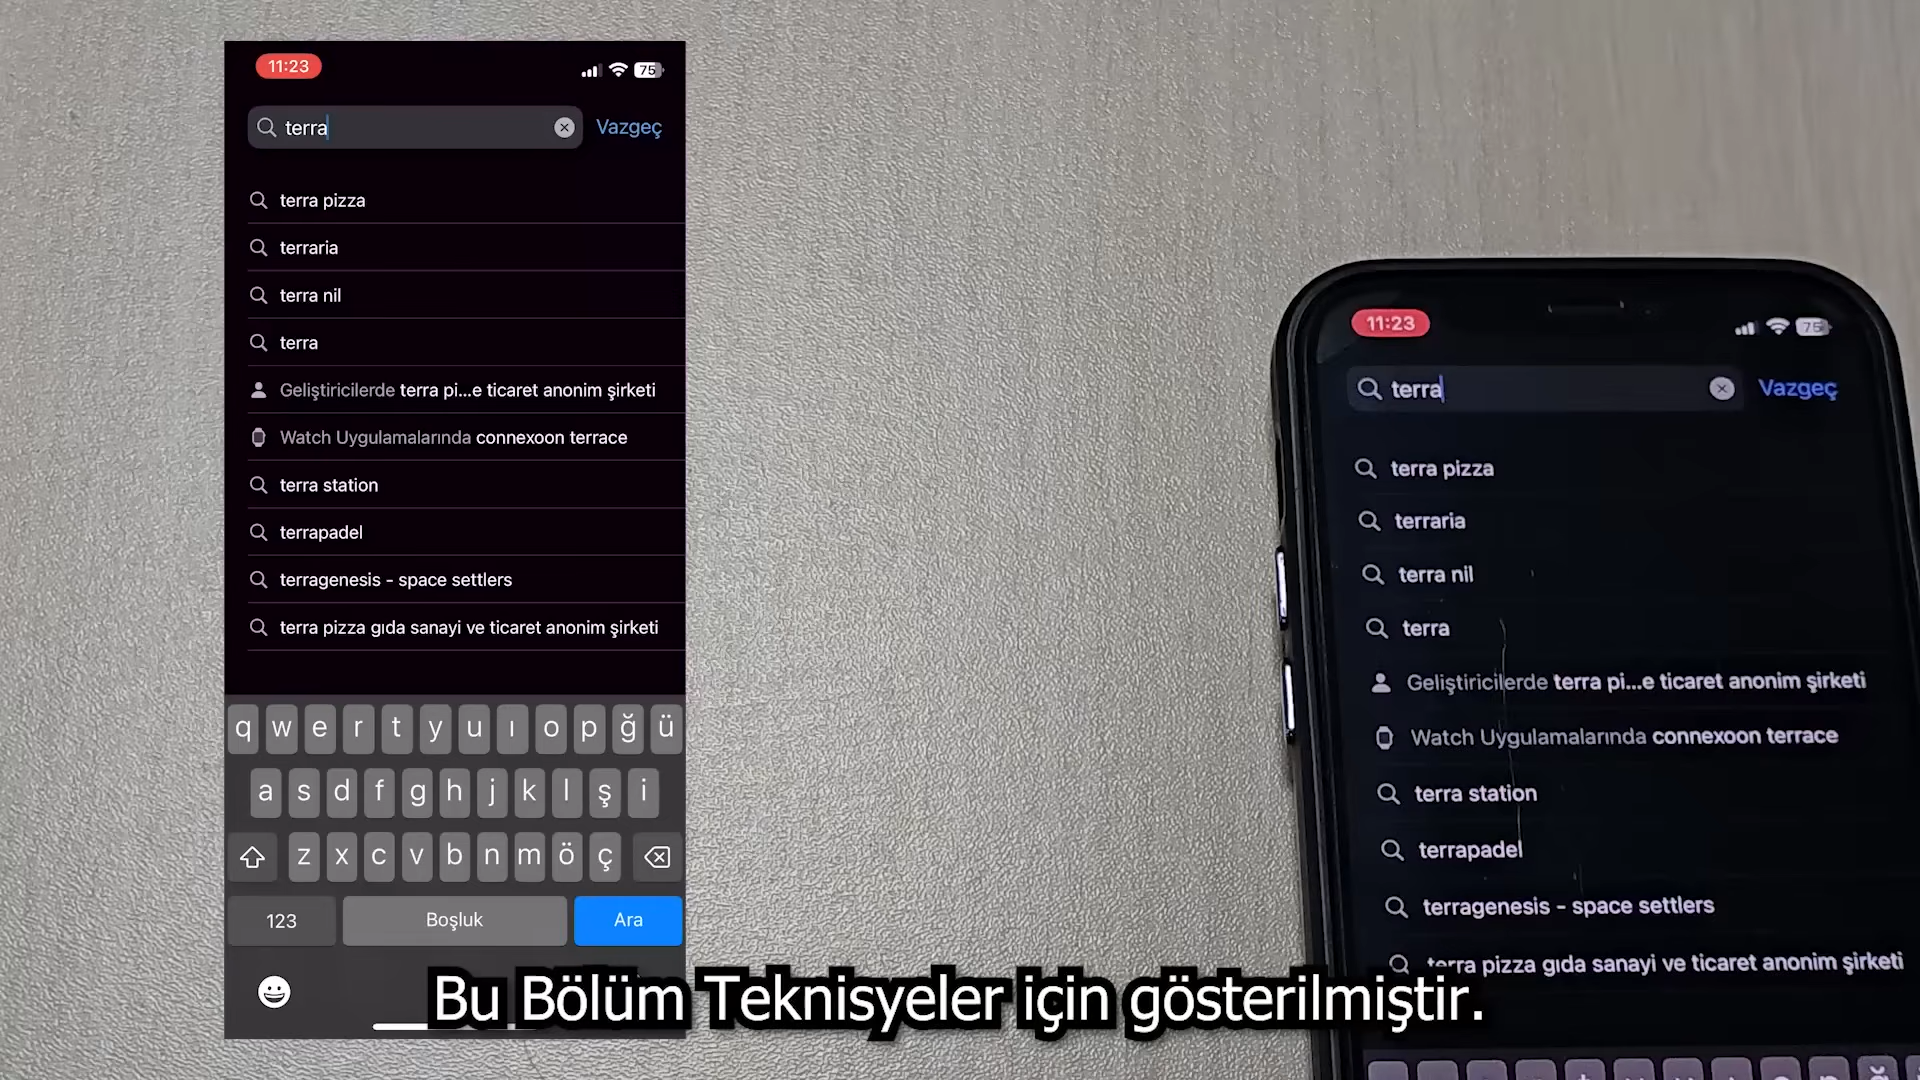 11:23
75
terra
Vazgeç
terra pizza
terraria
terra nil
terra
Geliştiricilerde terra pi...e ticaret anonim şirketi
Watch Uygulamalarında connexoon terrace
terra station
terrapadel
terragenesis - space settlers
terra pizza gıda sanayi ve ticaret anonim şirketi
q w e r t y u ı o p ğ ü
a s d f g h j k l ş i
z x c v b n m ö ç
123 Boşluk Ara
11:23
75
terra
Vazgeç
terra pizza
terraria
terra nil
terra
Geliştiricilerde terra pi...e ticaret anonim şirketi
Watch Uygulamalarında connexoon terrace
terra station
terrapadel
terragenesis - space settlers
terra pizza gıda sanayi ve ticaret anonim şirketi
Bu Bölüm Teknisyeler için gösterilmiştir.